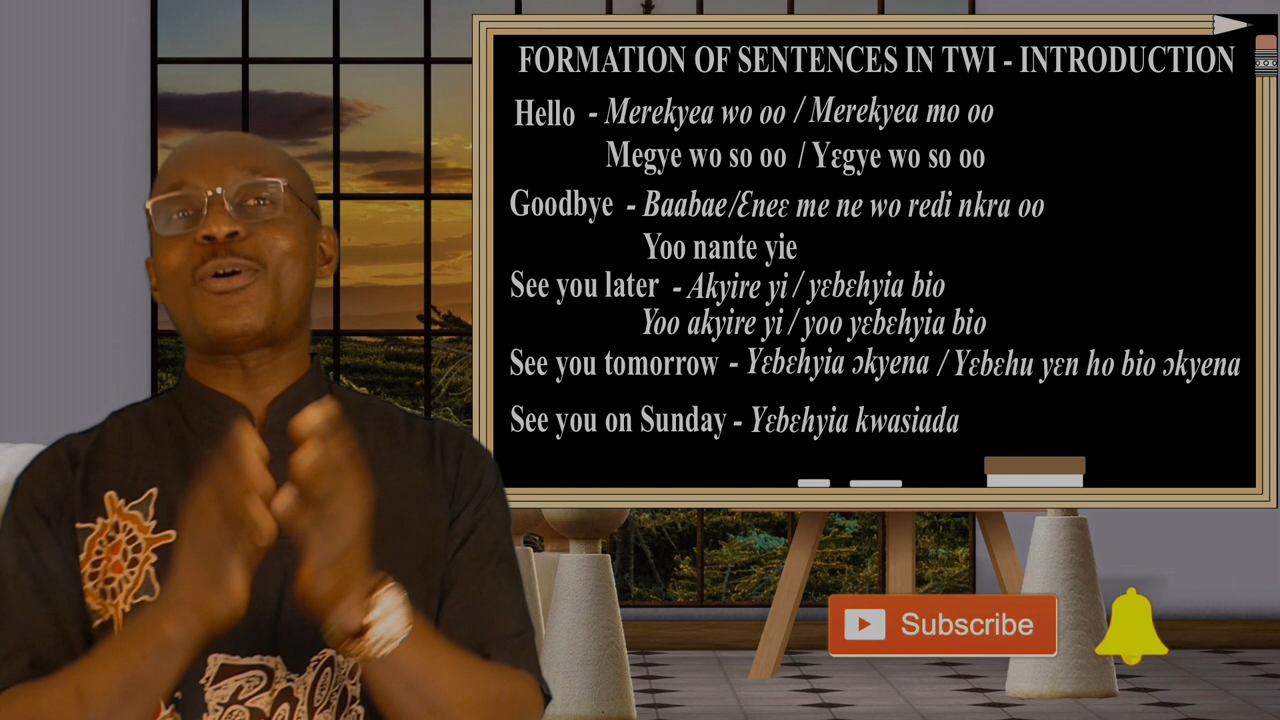 FORMATION OF SENTENCES IN TWI - INTRODUCTION
Hello - Merekyea wo oo / Merekyea mo oo
Megye wo so oo / Yɛgye wo so oo
Goodbye - Baabae/Ɛneɛ me ne wo redi nkra oo
Yoo nante yie
See you later - Akyire yi / yɛbɛhyia bio
Yoo akyire yi / yoo yɛbɛhyia bio
See you tomorrow - Yɛbɛhyia ɔkyena / Yɛbɛhu yɛn ho bio ɔkyena
See you on Sunday - Yɛbɛhyia kwasiada
Subscribe